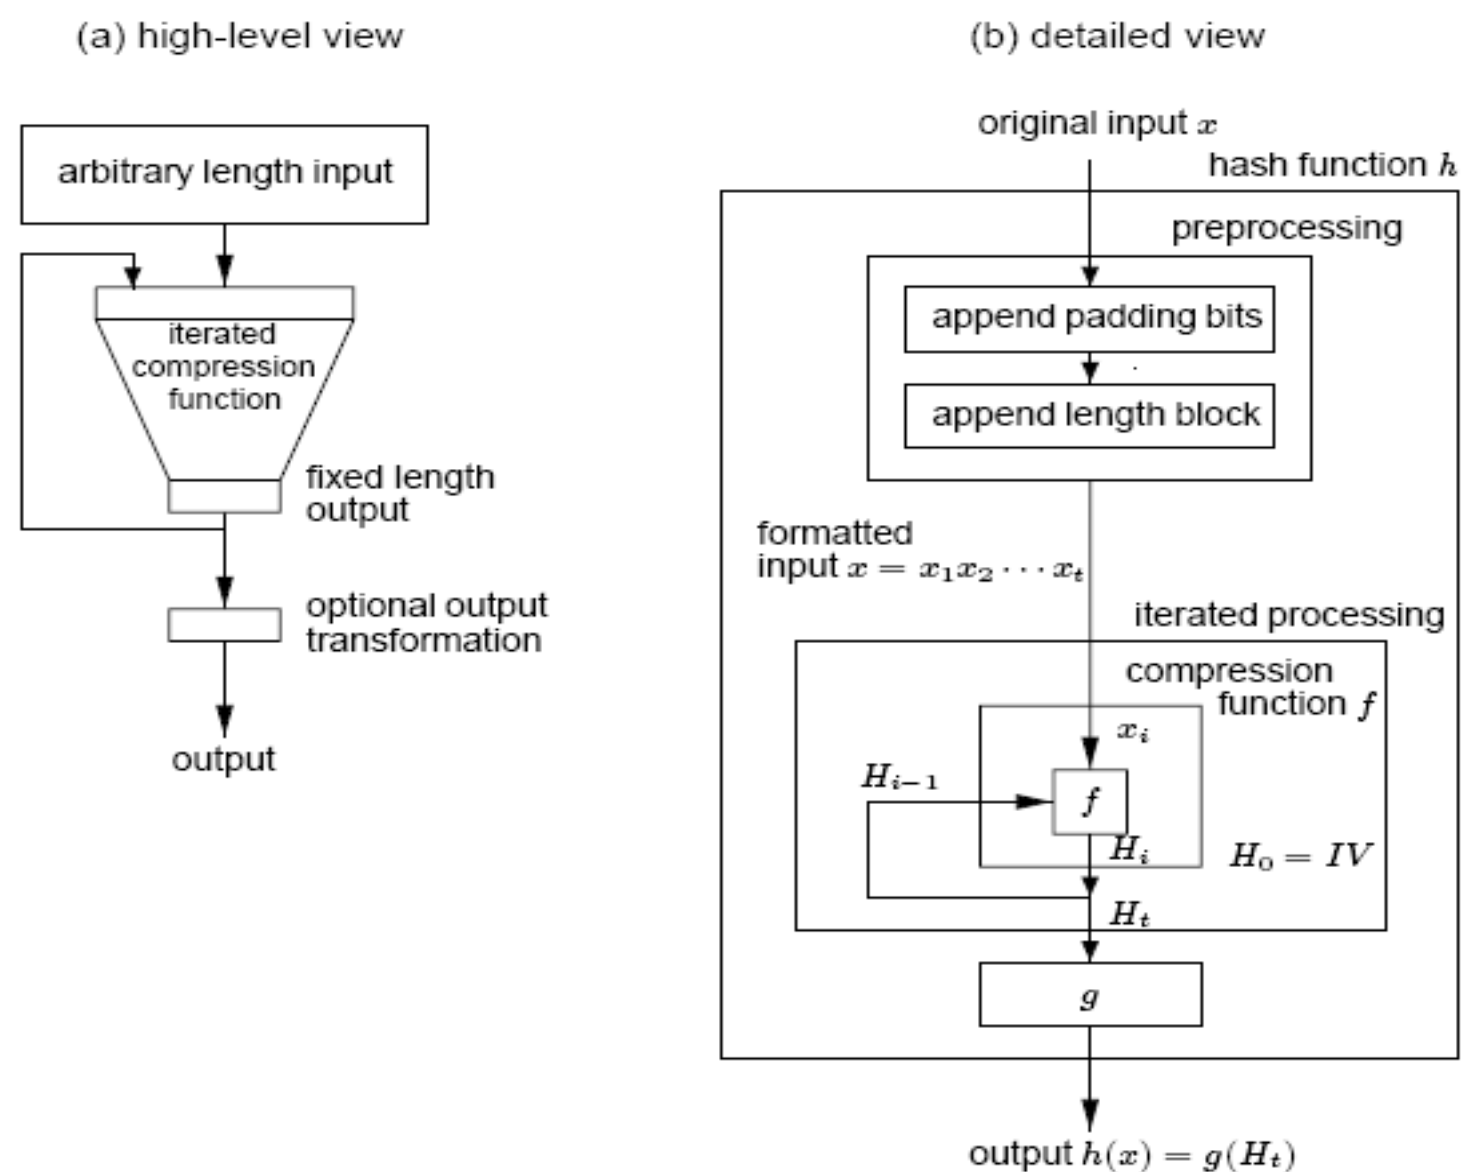 (a) high-level view
arbitrary length input
iterated
compression
function
fixed length
output
optional output
transformation
output
(b) detailed view
original input x
hash function h
preprocessing
append padding bits
append length block
formatted
input x = x₁x₂ ··· xₜ
iterated processing
compression
function f
xᵢ
Hᵢ₋₁
f
Hᵢ
H₀ = IV
Hₜ
g
output h(x) = g(Hₜ)